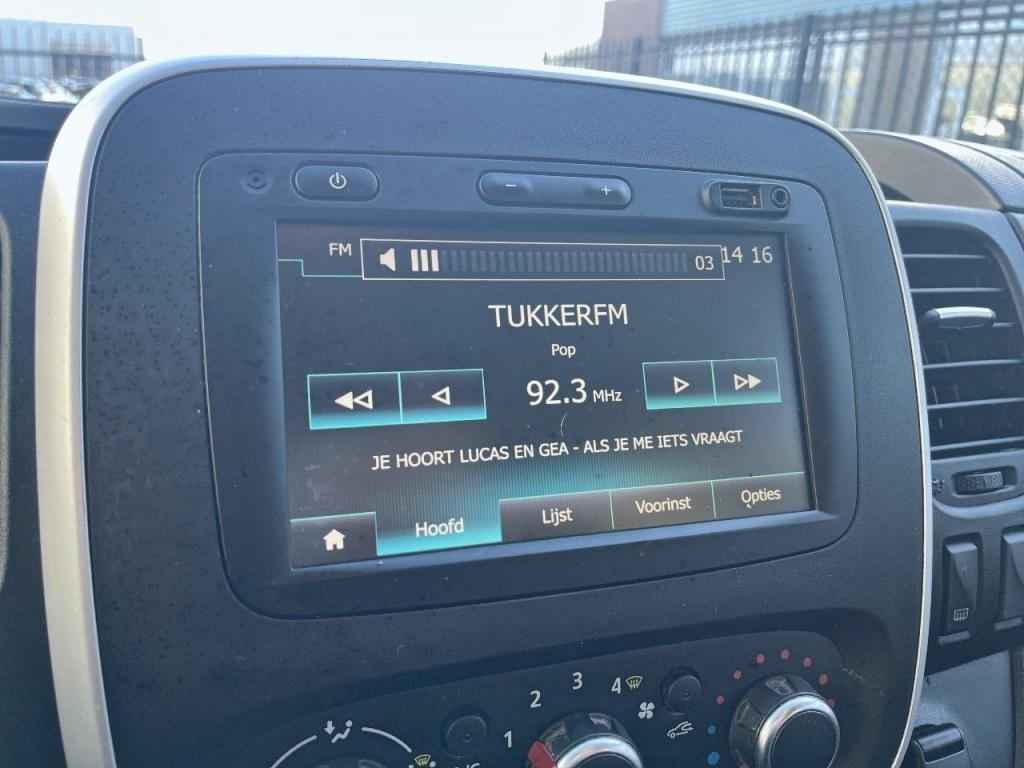 FM 03 14 16
TUKKERFM
Pop
92.3 MHz
JE HOORT LUCAS EN GEA - ALS JE ME IETS VRAAGT
Hoofd Lijst Voorinst Opties
1 2 3 4